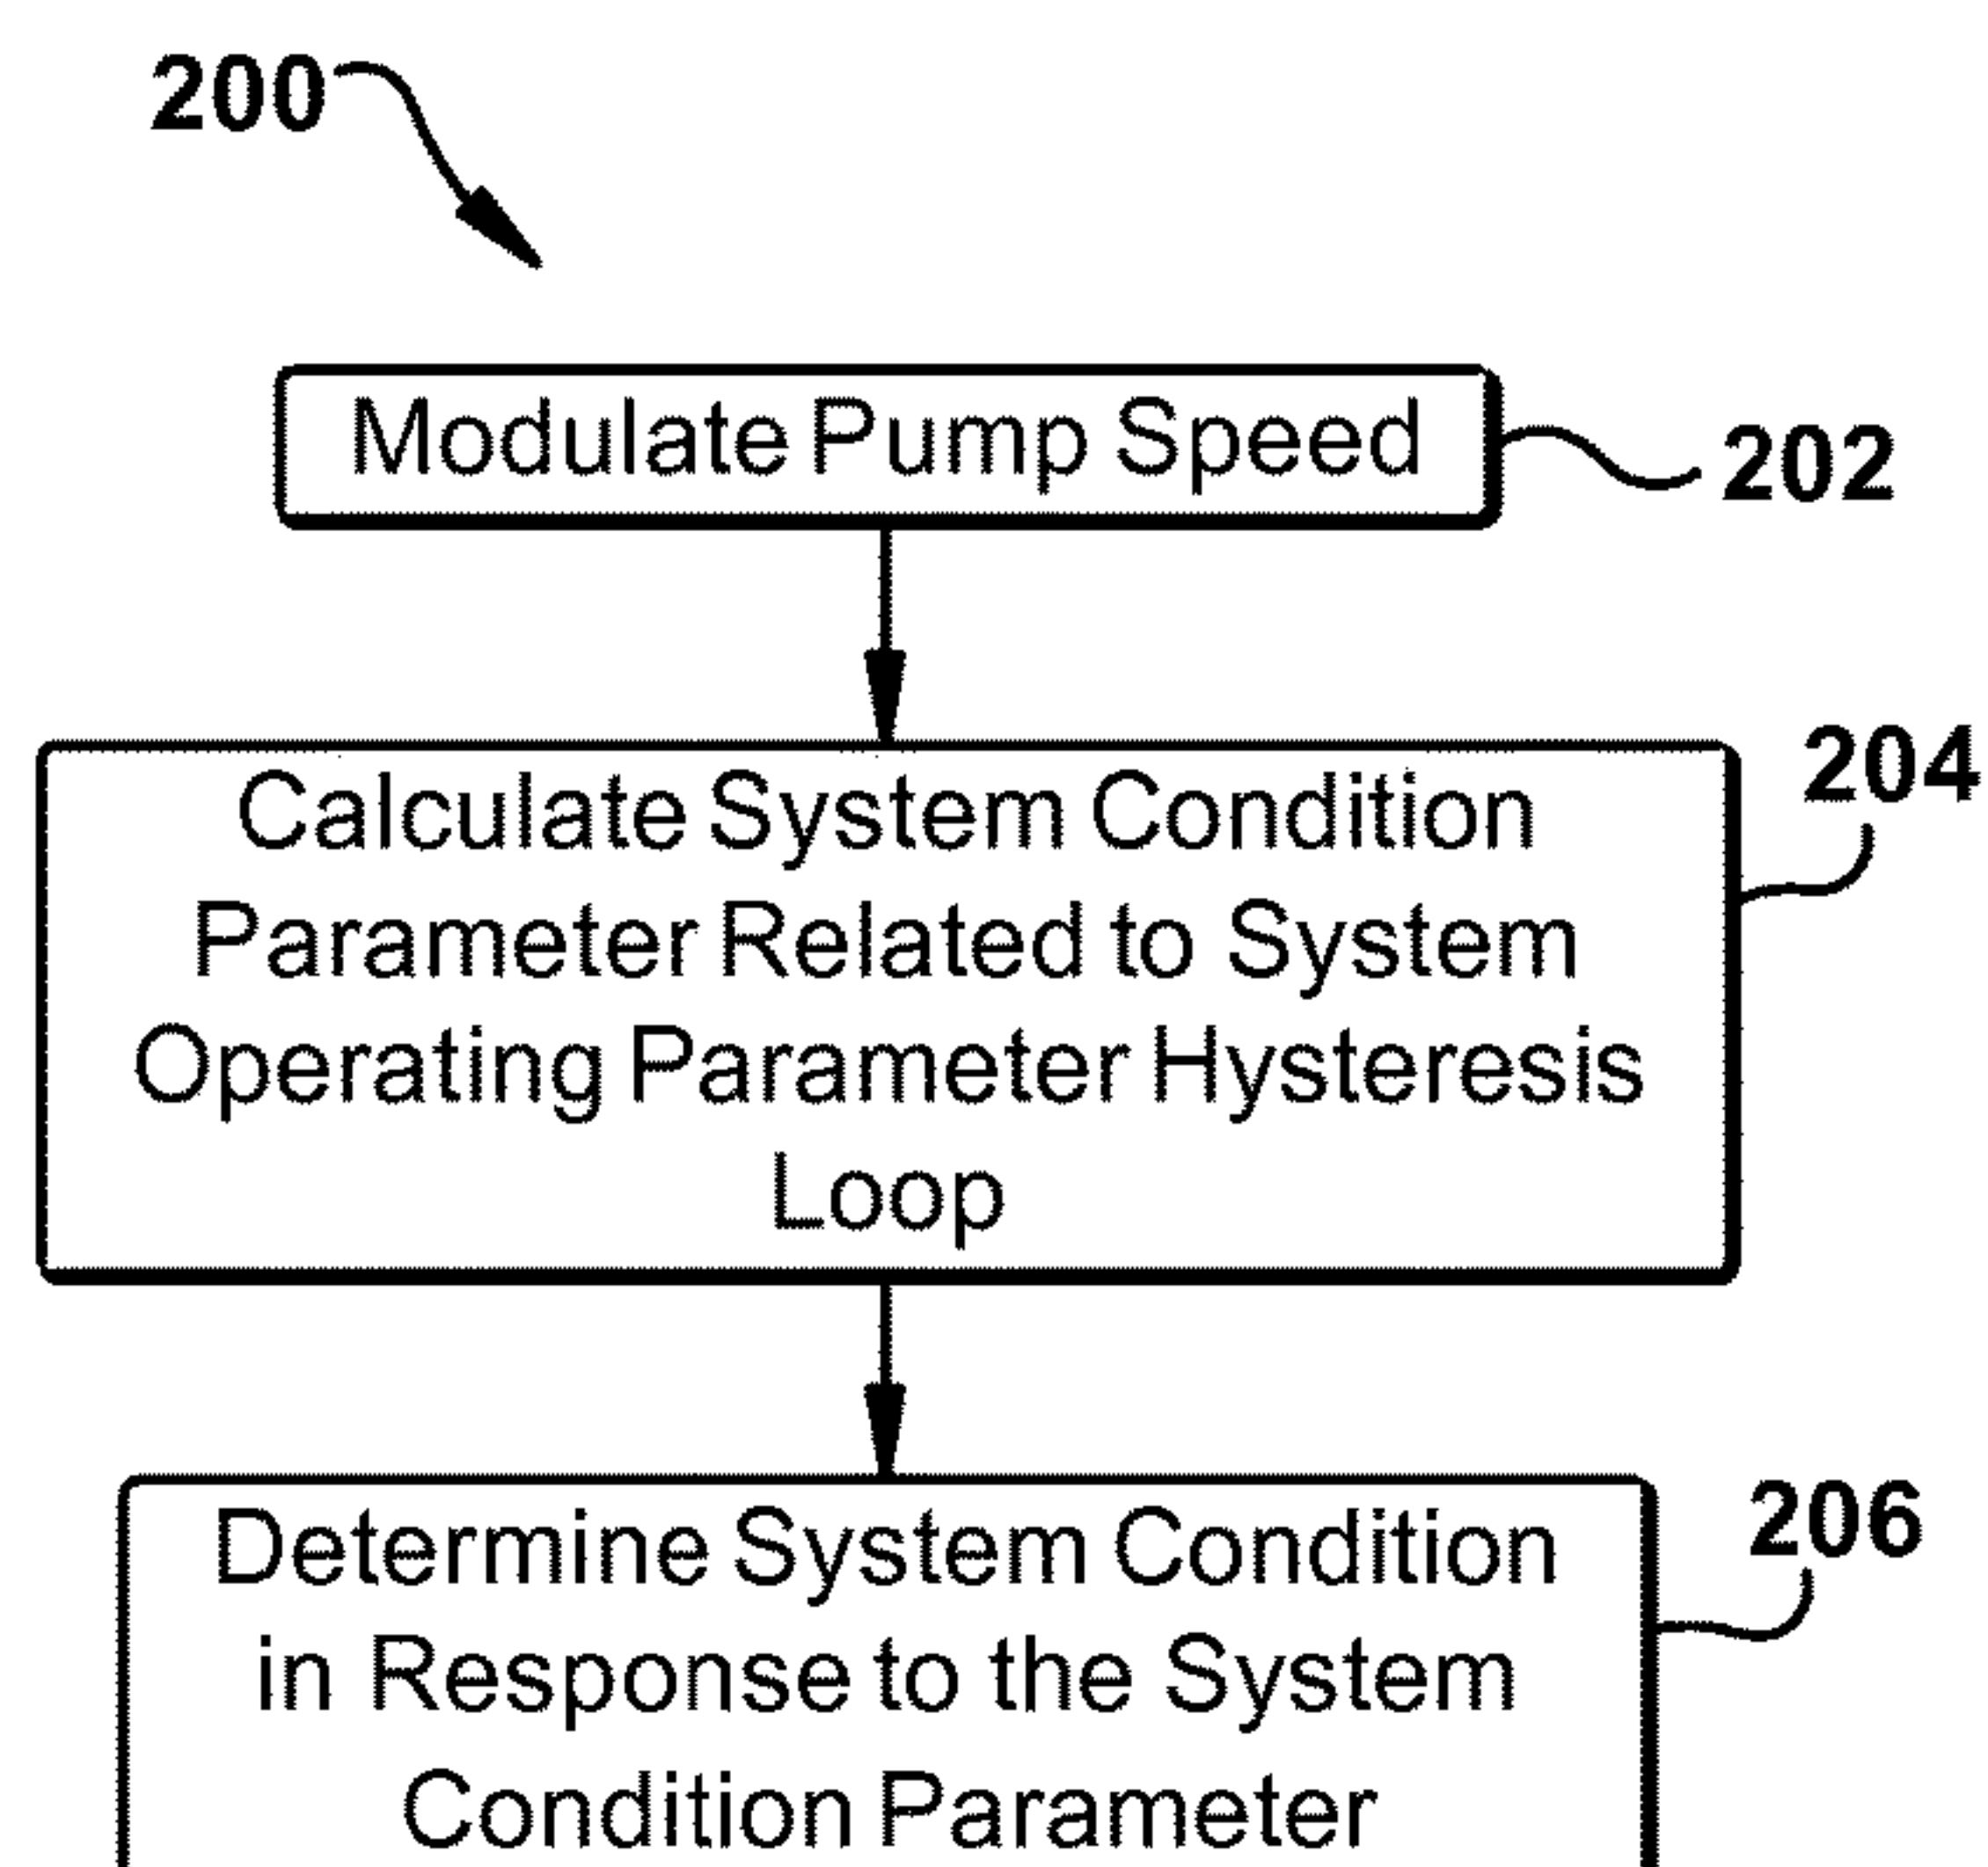 200
Modulate Pump Speed
202
Calculate System Condition
Parameter Related to System
Operating Parameter Hysteresis
Loop
204
Determine System Condition
in Response to the System
Condition Parameter
206